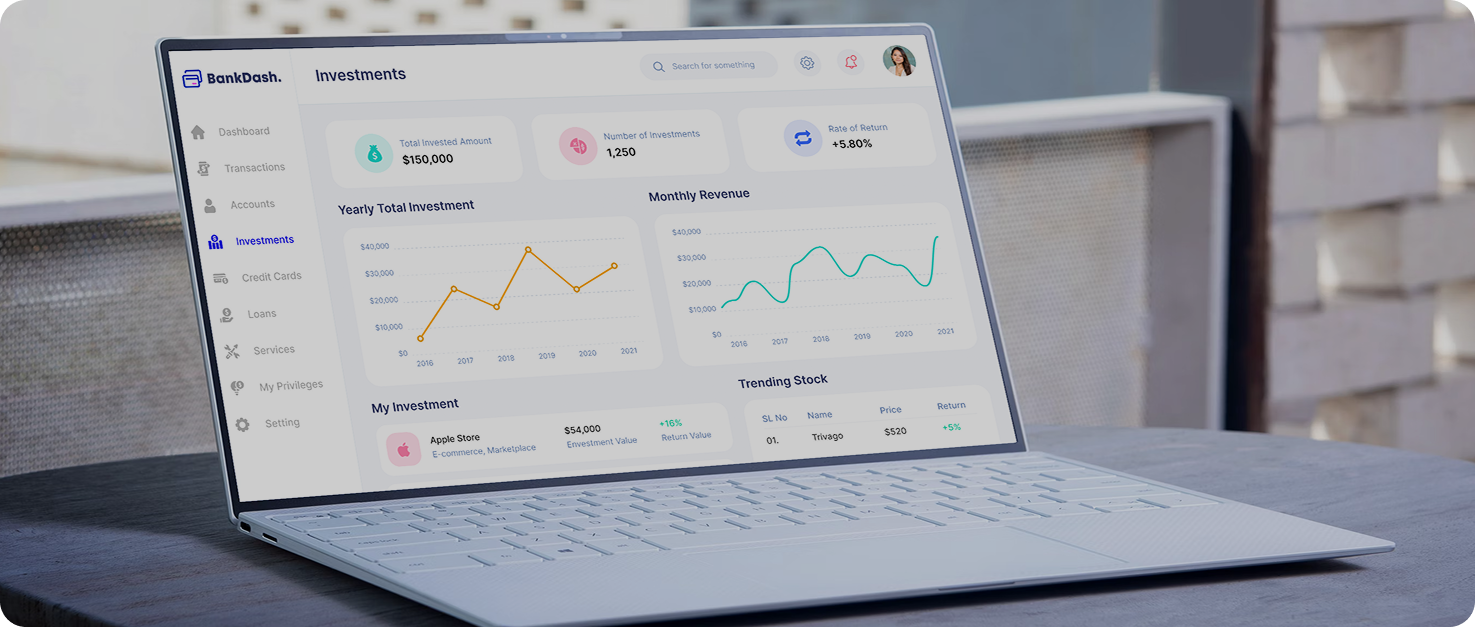 BankDash.
Investments
Search for something
Dashboard
Transactions
Accounts
Investments
Credit Cards
Loans
Services
My Privileges
Setting
Total Invested Amount
$150,000
Number of Investments
1,250
Rate of Return
+5.80%
Yearly Total Investment
$40,000
$30,000
$20,000
$10,000
$0
2016 2017 2018 2019 2020 2021
Monthly Revenue
$40,000
$30,000
$20,000
$10,000
$0
2016 2017 2018 2019 2020 2021
My Investment
Apple Store
E-commerce, Marketplace
$54,000
Envestment Value
+16%
Return Value
Trending Stock
SL No Name Price Return
01. Trivago $520 +5%